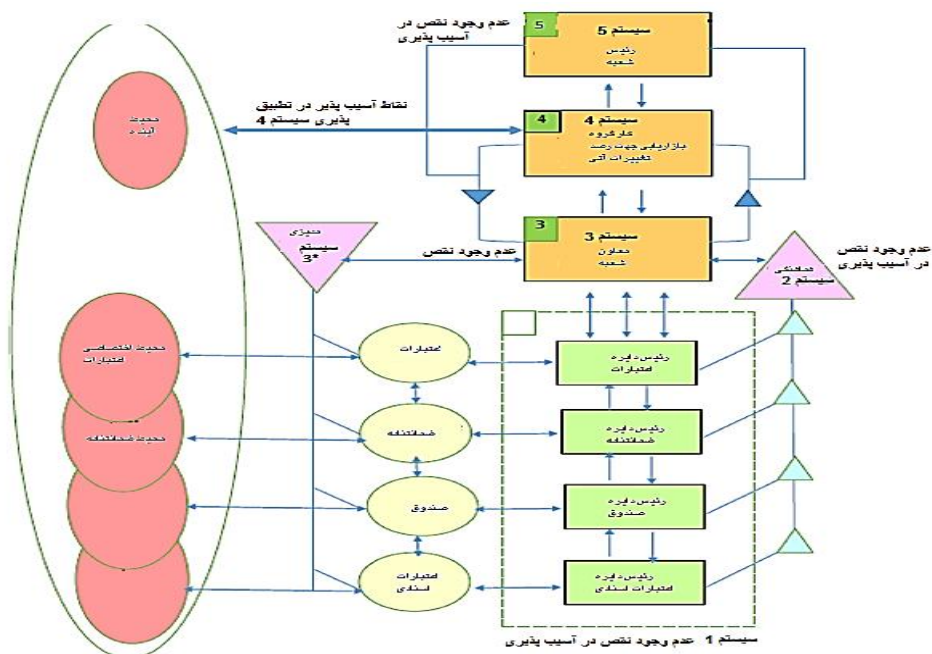 عدم وجود نقص در
آسیب پذیری
5
سیستم 5
رئیس
شعبه
نقاط آسیب پذیر در تطبیق
پذیری سیستم 4
محیط
آینده
4
سیستم 4
کارگروه
بازاریابی جهت رصد
تغییرات آتی
3
سیستم 3
معاون
شعبه
عدم وجود نقص
ممیزی
سیستم
3*
عدم وجود نقص
در آسیب پذیری
هماهنگی
سیستم 2
محیط اختصاصی
اعتبارات
اعتبارات
رئیس دایره
اعتبارات
محیط ضمانتنامه
ضمانتنامه
رئیس دایره
ضمانتنامه
صندوق
رئیس دایره
صندوق
اعتبارات
اسنادی
رئیس دایره
اعتبارات اسنادی
سیستم 1 عدم وجود نقص در آسیب پذیری